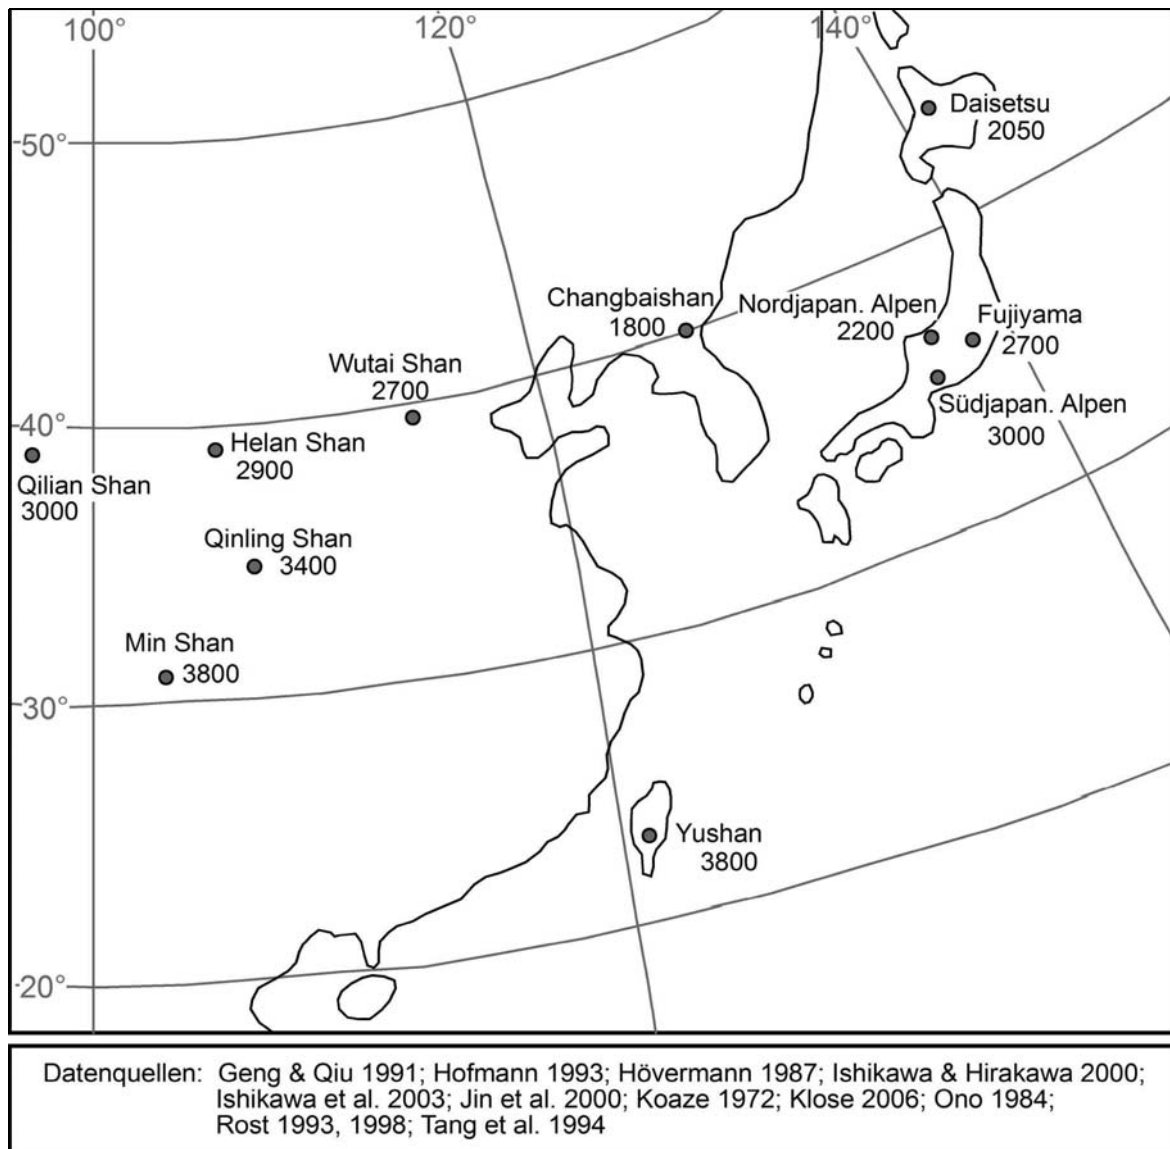 100°
120°
140°
Daisetsu
2050
50°
Changbaishan
1800
Nordjapan. Alpen
2200
Fujiyama
2700
Wutai Shan
2700
Südjapan. Alpen
3000
40°
Helan Shan
2900
Qilian Shan
3000
Qinling Shan
3400
Min Shan
3800
30°
Yushan
3800
20°
Datenquellen: Geng & Qiu 1991; Hofmann 1993; Hövermann 1987; Ishikawa & Hirakawa 2000;
Ishikawa et al. 2003; Jin et al. 2000; Koaze 1972; Klose 2006; Ono 1984;
Rost 1993, 1998; Tang et al. 1994